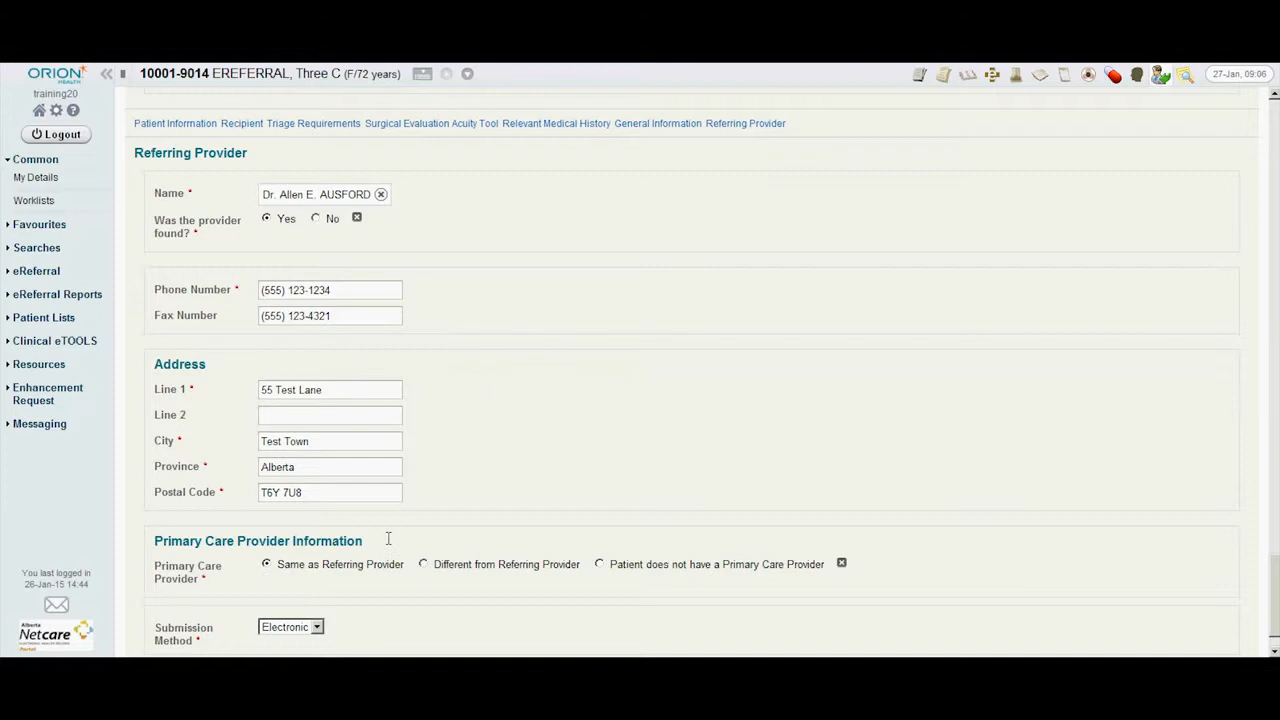 ORION
HEALTH
10001-9014 EREFERRAL, Three C (F/72 years)
27-Jan, 09:06
training20
Logout
Common
My Details
Worklists
Favourites
Searches
eReferral
eReferral Reports
Patient Lists
Clinical eTOOLS
Resources
Enhancement
Request
Messaging
You last logged in
26-Jan-15 14:44
Alberta
Netcare
Portal
Patient Information Recipient Triage Requirements Surgical Evaluation Acuity Tool Relevant Medical History General Information Referring Provider
Referring Provider
Name * Dr. Allen E. AUSFORD
Was the provider
found? * Yes No
Phone Number * (555) 123-1234
Fax Number (555) 123-4321
Address
Line 1 * 55 Test Lane
Line 2
City * Test Town
Province * Alberta
Postal Code * T6Y 7U8
Primary Care Provider Information
Primary Care
Provider * Same as Referring Provider Different from Referring Provider Patient does not have a Primary Care Provider
Submission
Method * Electronic